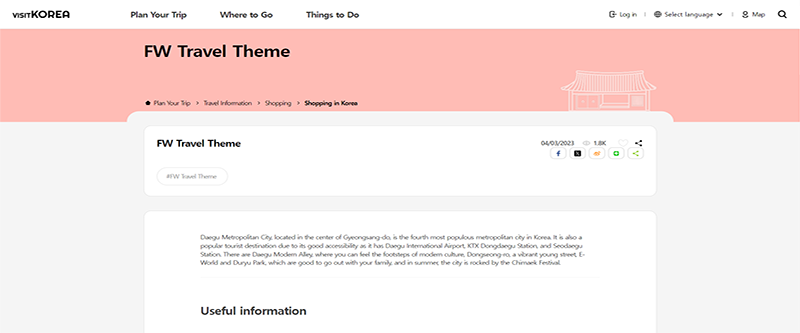 VISITKOREA
Plan Your Trip Where to Go Things to Do
Log in Select language Map
FW Travel Theme
Plan Your Trip > Travel Information > Shopping > Shopping in Korea
FW Travel Theme
04/03/2023 1.8K
#FW Travel Theme
Daegu Metropolitan City, located in the center of Gyeongsang-do, is the fourth most populous metropolitan city in Korea. It is also a
popular tourist destination due to its good accessibility as it has Daegu International Airport, KTX Dongdaegu Station, and Seodaegu
Station. There are Daegu Modern Alley, where you can feel the footsteps of modern culture, Dongseong-ro, a vibrant young street, E-
World and Duryu Park, which are good to go out with your family, and in summer, the city is rocked by the Chimaek Festival.
Useful information